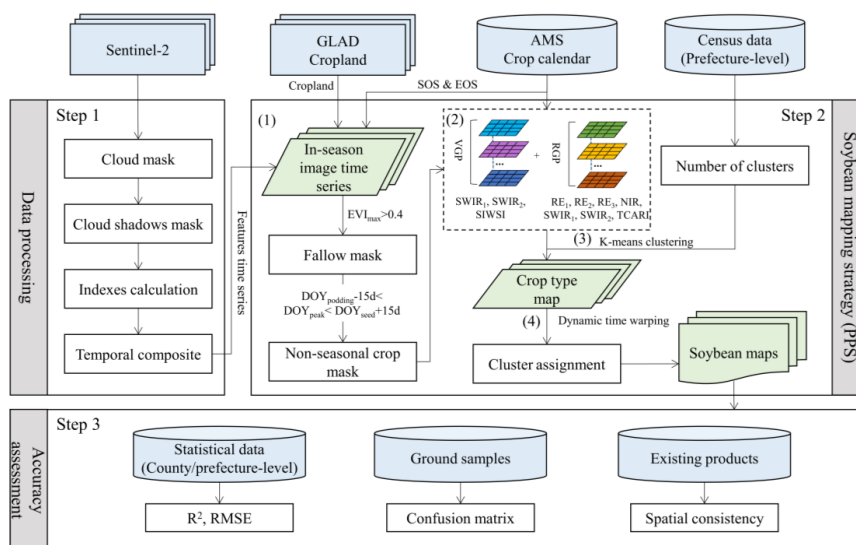 Sentinel-2
GLAD
Cropland
AMS
Crop calendar
Census data
(Prefecture-level)
Cropland
SOS & EOS
Data processing
Step 1
Cloud mask
Cloud shadows mask
Indexes calculation
Temporal composite
Features time series
Step 2
Soybean mapping
strategy (PPS)
(1)
In-season
image time
series
EVImax>0.4
Fallow mask
DOYpodding-15d<
DOYpeak< DOYseed+15d
Non-seasonal crop
mask
(2)
VGP
...
+
RGP
...
SWIR1, SWIR2,
SIWSI
RE1, RE2, RE3, NIR,
SWIR1, SWIR2, TCARI
Number of clusters
(3)
K-means clustering
Crop type
map
(4)
Dynamic time warping
Cluster assignment
Soybean maps
Accuracy
assessment
Step 3
Statistical data
(County/prefecture-level)
Ground samples
Existing products
R², RMSE
Confusion matrix
Spatial consistency